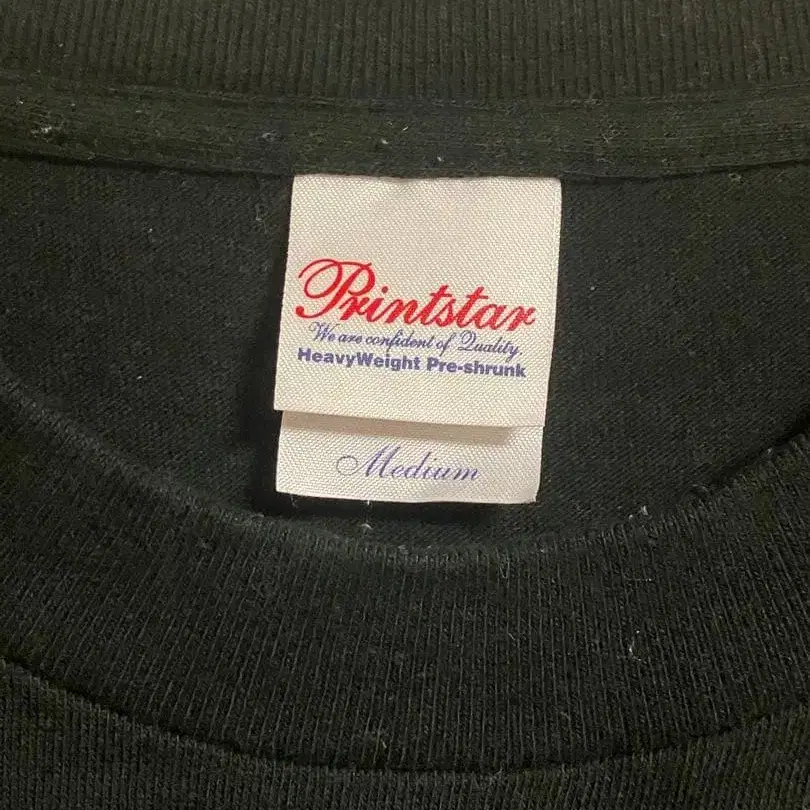 Printstar
We are confident of Quality.
HeavyWeight Pre-shrunk
Medium